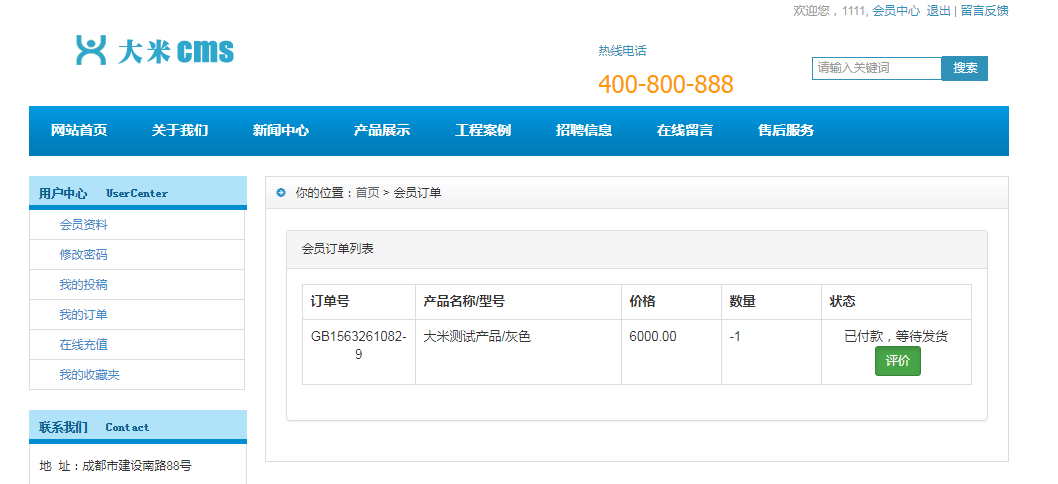 欢迎您，1111, 会员中心 退出 | 留言反馈
大米cms
热线电话
400-800-888
请输入关键词 搜索
网站首页 关于我们 新闻中心 产品展示 工程案例 招聘信息 在线留言 售后服务
用户中心 UserCenter
会员资料
修改密码
我的投稿
我的订单
在线充值
我的收藏夹
联系我们 Contact
地 址：成都市建设南路88号
你的位置：首页 > 会员订单
会员订单列表
订单号 产品名称/型号 价格 数量 状态
GB1563261082- 大米测试产品/灰色 6000.00 -1 已付款，等待发货
9 评价